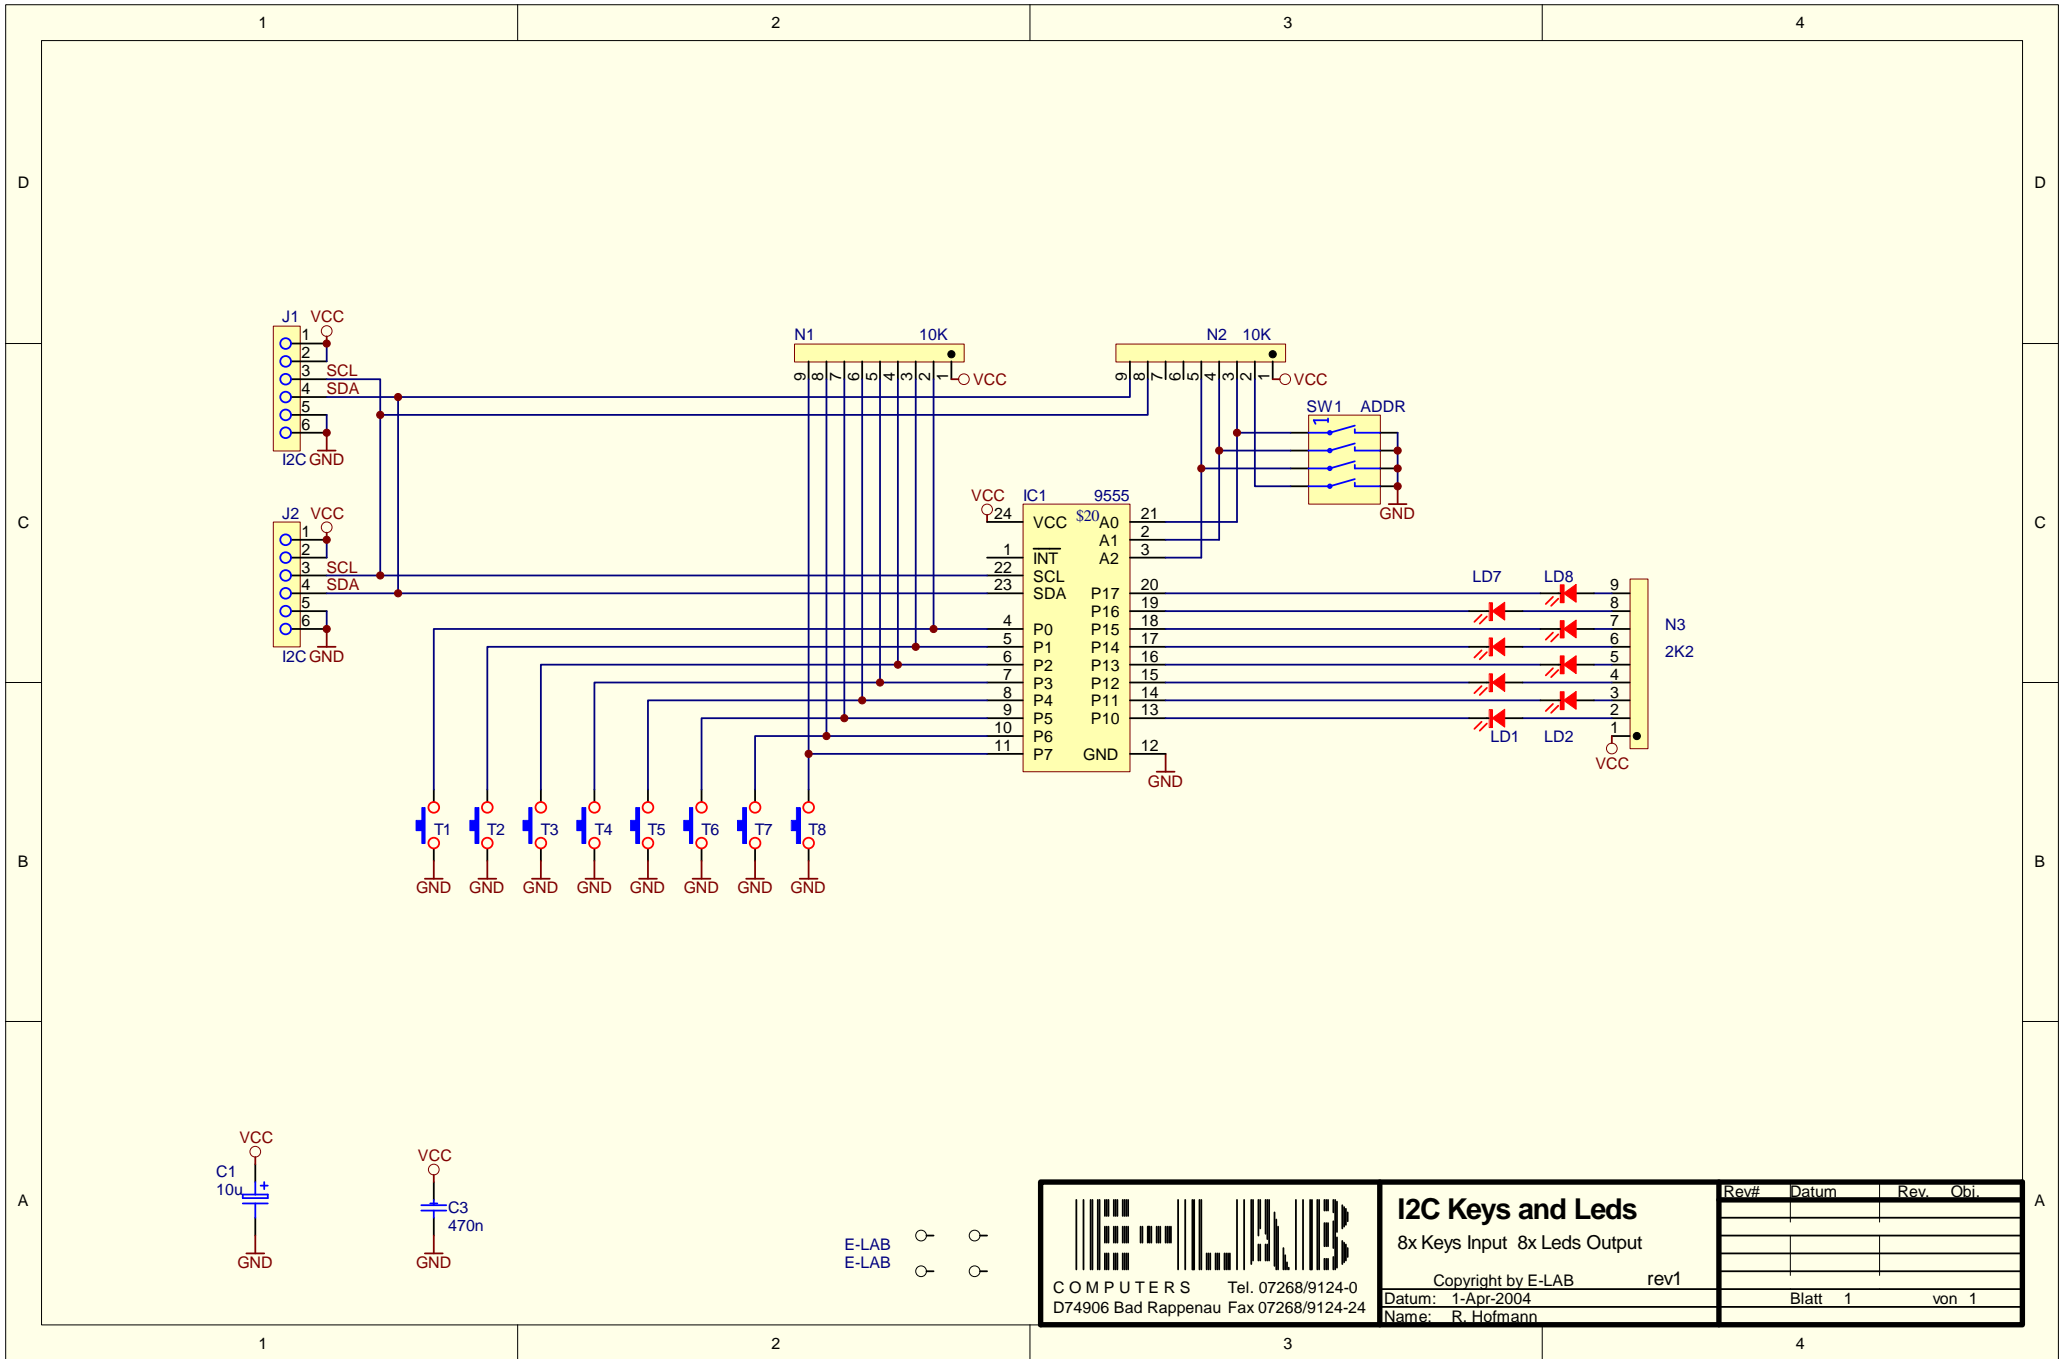 1 2 3 4
D D
C C
B B
A A
J1 VCC
1
2
3 SCL
4 SDA
5
6
I2C GND
J2 VCC
1
2
3 SCL
4 SDA
5
6
I2C GND
N1 10K
9 8 7 6 5 4 3 2 1
VCC
N2 10K
9 8 7 6 5 4 3 2 1
VCC
SW1 ADDR
1
GND
VCC IC1 9555
24 VCC $20 A0 21
A1 2
1 INT A2 3
22 SCL
23 SDA P17 20
P16 19
4 P0 P15 18
5 P1 P14 17
6 P2 P13 16
7 P3 P12 15
8 P4 P11 14
9 P5 P10 13
10 P6
11 P7 GND 12
GND
LD7 LD8
LD1 LD2
9
8
7
6
5
4
3
2
1
N3
2K2
VCC
T1 T2 T3 T4 T5 T6 T7 T8
GND GND GND GND GND GND GND GND
VCC
C1
10u +
GND
VCC
C3
470n
GND
E-LAB
E-LAB
E-LAB
COMPUTERS Tel. 07268/9124-0
D74906 Bad Rappenau Fax 07268/9124-24
I2C Keys and Leds
8x Keys Input 8x Leds Output
Copyright by E-LAB rev1
Datum: 1-Apr-2004
Name: R. Hofmann
Rev# Datum Rev. Obj.
Blatt 1 von 1
1 2 3 4